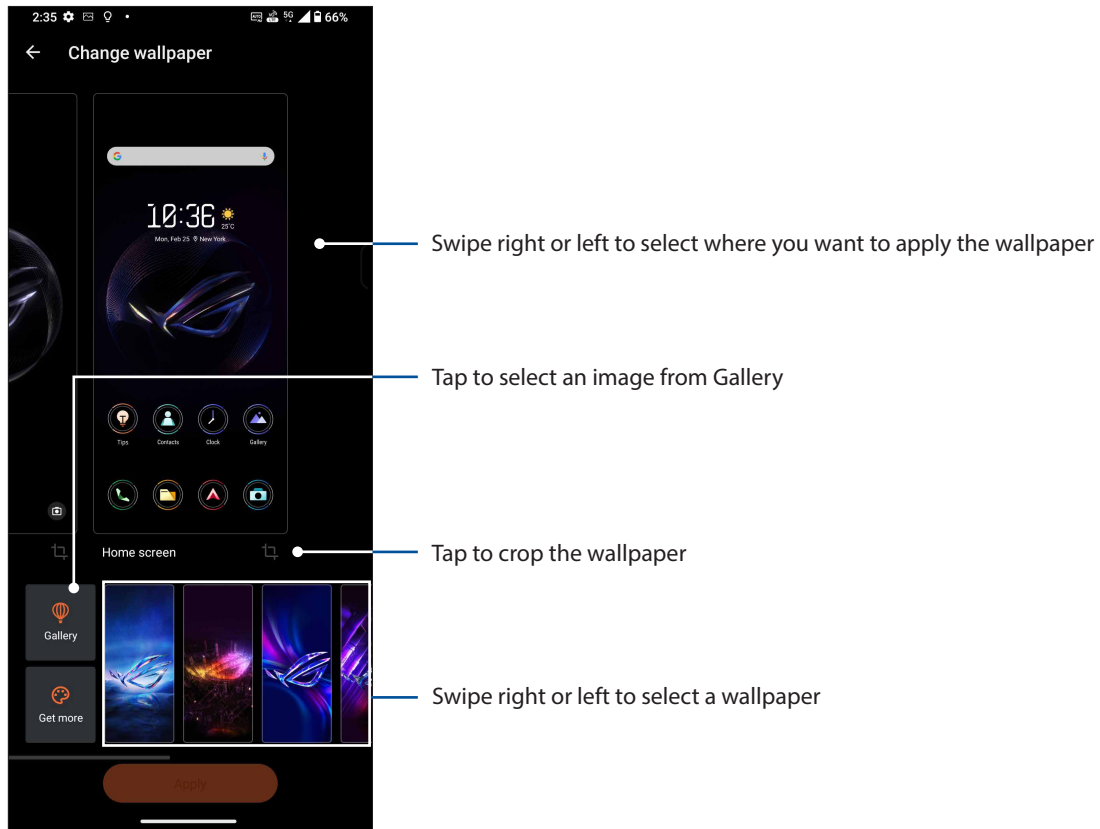 2:35 5G 66%
Change wallpaper
10:36
25°C
Mon, Feb 25 New York
Swipe right or left to select where you want to apply the wallpaper
Tap to select an image from Gallery
Tips Contacts Clock Gallery
Home screen
Tap to crop the wallpaper
Gallery
Get more
Swipe right or left to select a wallpaper
Apply